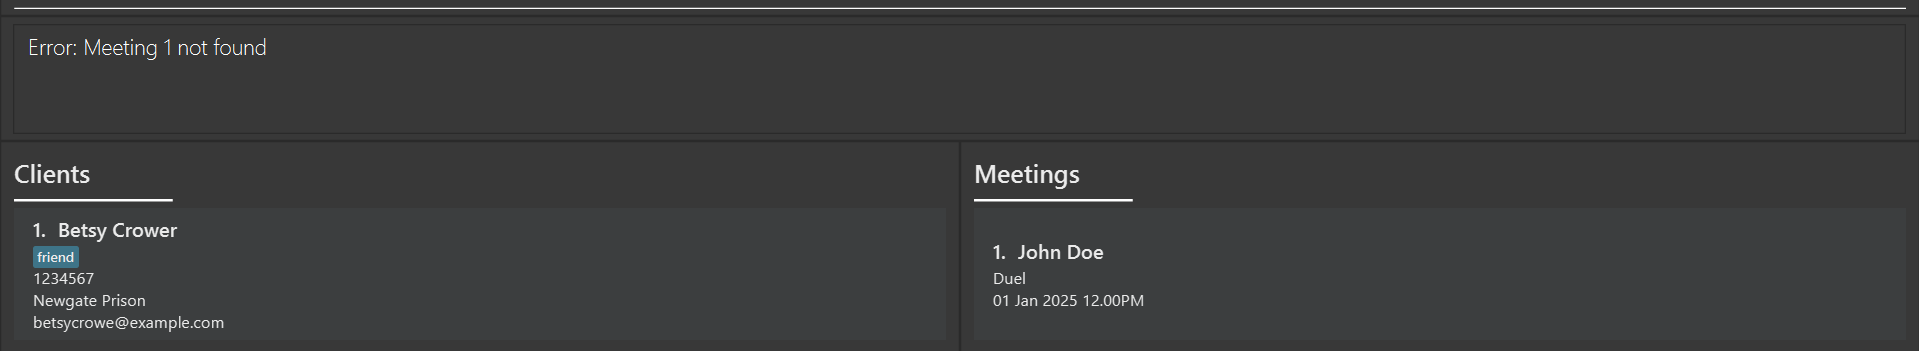 Error: Meeting 1 not found
Clients
1. Betsy Crower
friend
1234567
Newgate Prison
betsycrowe@example.com
Meetings
1. John Doe
Duel
01 Jan 2025 12.00PM